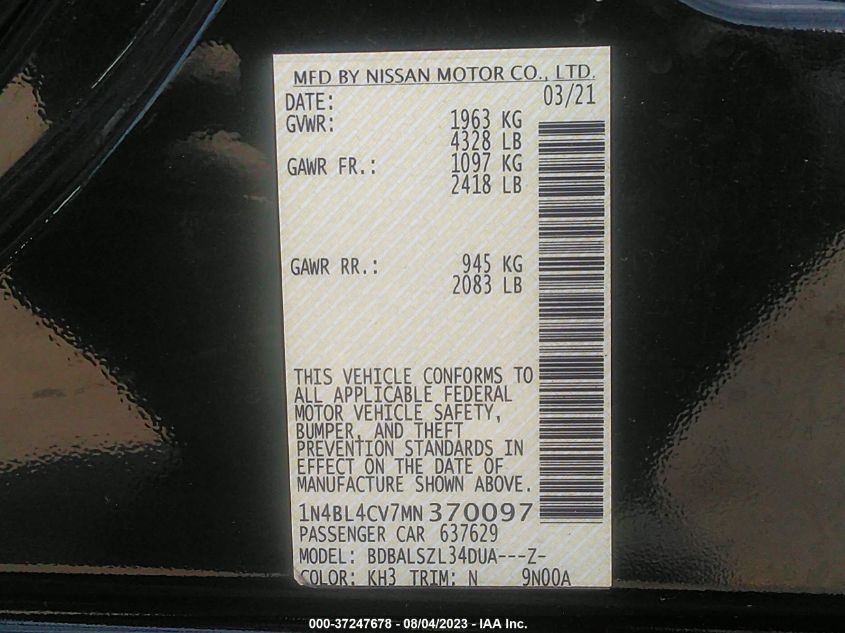 MFD BY NISSAN MOTOR CO., LTD.
DATE: 03/21
GVWR: 1963 KG
4328 LB
GAWR FR.: 1097 KG
2418 LB
GAWR RR.: 945 KG
2083 LB
THIS VEHICLE CONFORMS TO
ALL APPLICABLE FEDERAL
MOTOR VEHICLE SAFETY,
BUMPER, AND THEFT
PREVENTION STANDARDS IN
EFFECT ON THE DATE OF
MANUFACTURE SHOWN ABOVE.
1N4BL4CV7MN370097
PASSENGER CAR 637629
MODEL: BDBALSZL34DUA---Z-
COLOR: KH3 TRIM: N 9N00A
000-37247678 - 08/04/2023 - IAA Inc.